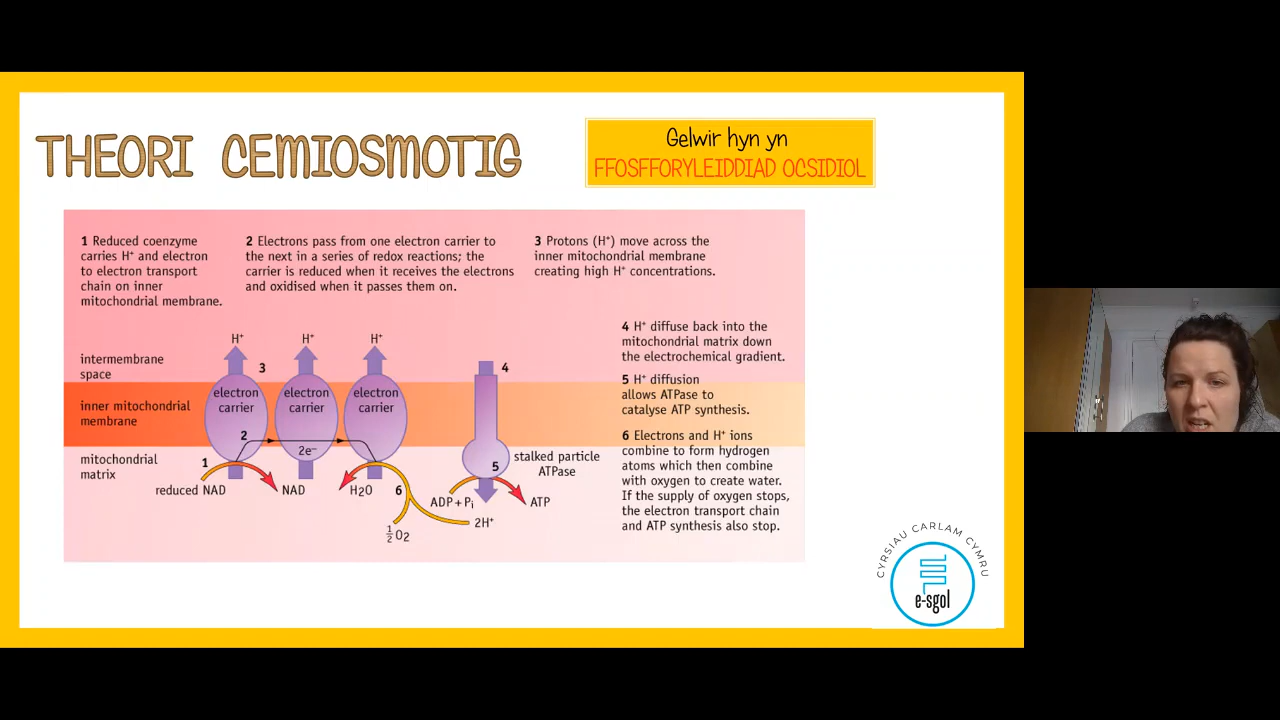 THEORI CEMIOSMOTIG
Gelwir hyn yn
FFOSFFORYLEIDDIAD OCSIDIOL
1 Reduced coenzyme
carries H⁺ and electron
to electron transport
chain on inner
mitochondrial membrane.
2 Electrons pass from one electron carrier to
the next in a series of redox reactions; the
carrier is reduced when it receives the electrons
and oxidised when it passes them on.
3 Protons (H⁺) move across the
inner mitochondrial membrane
creating high H⁺ concentrations.
4 H⁺ diffuse back into the
mitochondrial matrix down
the electrochemical gradient.
5 H⁺ diffusion
allows ATPase to
catalyse ATP synthesis.
6 Electrons and H⁺ ions
combine to form hydrogen
atoms which then combine
with oxygen to create water.
If the supply of oxygen stops,
the electron transport chain
and ATP synthesis also stop.
intermembrane
space
inner mitochondrial
membrane
mitochondrial
matrix
H⁺
H⁺
H⁺
3
4
electron
carrier
electron
carrier
electron
carrier
2
2e⁻
1
5
stalked particle
ATPase
reduced NAD
NAD
H₂O
6
ADP + Pᵢ
ATP
½O₂
2H⁺
CYRSIAU CARLAM CYMRU
e-sgol